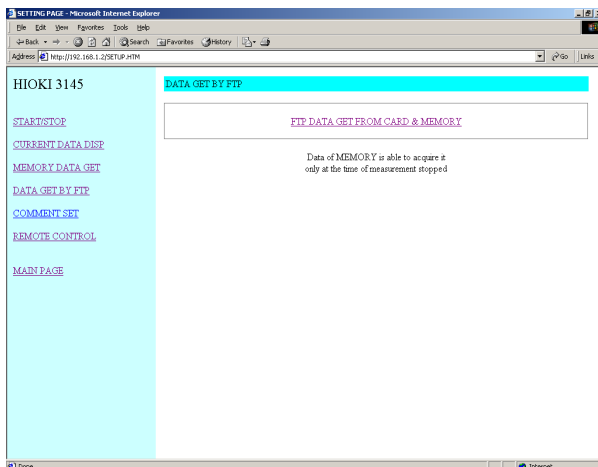 SETTING PAGE - Microsoft Internet Explorer
File Edit View Favorites Tools Help
Back Search Favorites History
Address http://192.168.1.2/SETUP.HTM Go Links
HIOKI 3145
START/STOP
CURRENT DATA DISP
MEMORY DATA GET
DATA GET BY FTP
COMMENT SET
REMOTE CONTROL
MAIN PAGE
DATA GET BY FTP
FTP DATA GET FROM CARD & MEMORY
Data of MEMORY is able to acquire it
only at the time of measurement stopped
Done Internet